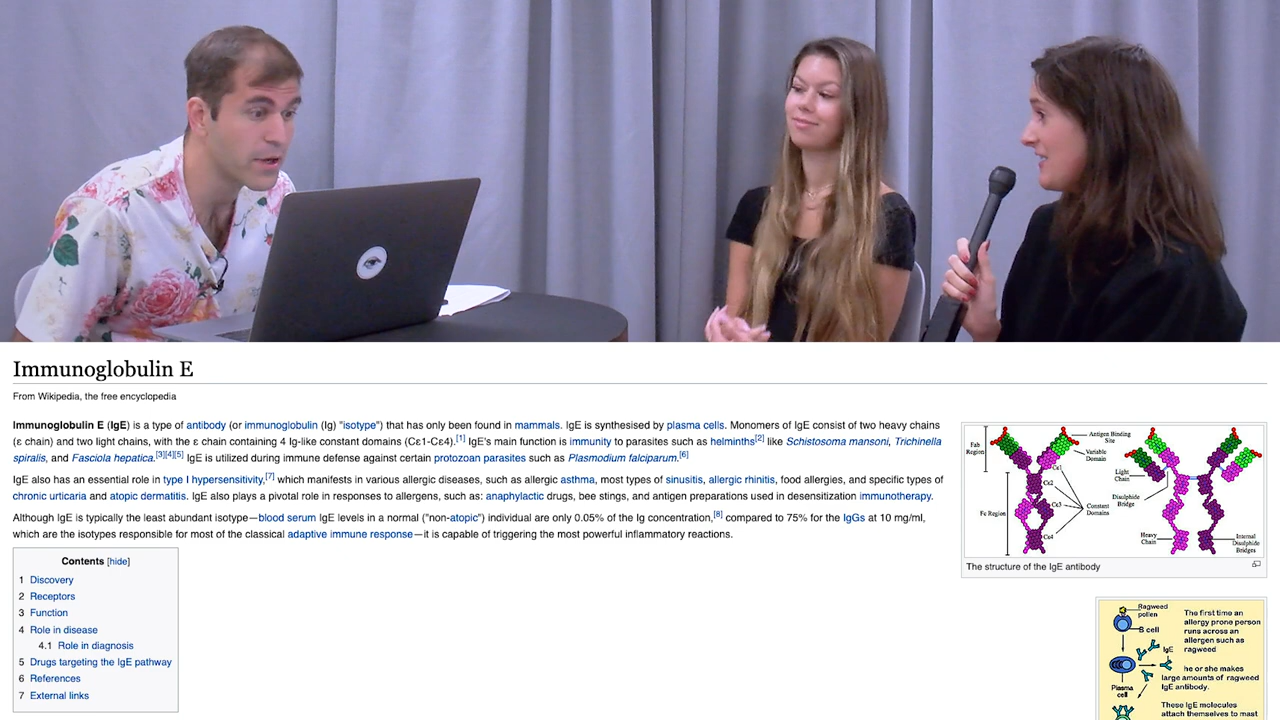 Immunoglobulin E
From Wikipedia, the free encyclopedia
Immunoglobulin E (IgE) is a type of antibody (or immunoglobulin (Ig) "isotype") that has only been found in mammals. IgE is synthesised by plasma cells. Monomers of IgE consist of two heavy chains
(ε chain) and two light chains, with the ε chain containing 4 Ig-like constant domains (Cε1-Cε4).[1] IgE's main function is immunity to parasites such as helminths[2] like Schistosoma mansoni, Trichinella
spiralis, and Fasciola hepatica.[3][4][5] IgE is utilized during immune defense against certain protozoan parasites such as Plasmodium falciparum.[6]
IgE also has an essential role in type I hypersensitivity,[7] which manifests in various allergic diseases, such as allergic asthma, most types of sinusitis, allergic rhinitis, food allergies, and specific types of
chronic urticaria and atopic dermatitis. IgE also plays a pivotal role in responses to allergens, such as: anaphylactic drugs, bee stings, and antigen preparations used in desensitization immunotherapy.
Although IgE is typically the least abundant isotype—blood serum IgE levels in a normal ("non-atopic") individual are only 0.05% of the Ig concentration,[8] compared to 75% for the IgGs at 10 mg/ml,
which are the isotypes responsible for most of the classical adaptive immune response—it is capable of triggering the most powerful inflammatory reactions.
Contents [hide]
1 Discovery
2 Receptors
3 Function
4 Role in disease
4.1 Role in diagnosis
5 Drugs targeting the IgE pathway
6 References
7 External links
Fab
Region
Antigen Binding
Site
Variable
Domain
Cε1
Light
Chain
Cε2
Disulphide
Bridge
Cε3
Constant
Domains
Fc Region
Cε4
Heavy
Chain
Internal
Disulphide
Bridges
The structure of the IgE antibody
Ragweed
pollen
B cell
IgE
Plasma
cell
The first time an
allergy prone person
runs across an
allergen such as
ragweed
he or she makes
large amounts of ragweed
IgE antibody.
These IgE molecules
attach themselves to mast